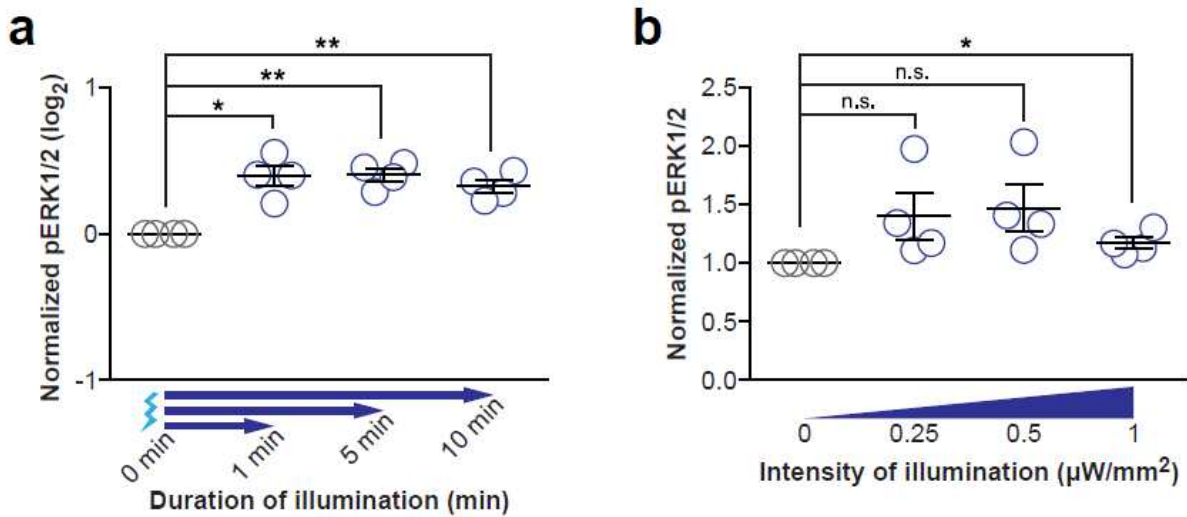 a
**
**
*
Normalized pERK1/2 (log₂)
1
0
-1
0 min
1 min
5 min
10 min
Duration of illumination (min)
b
*
n.s.
n.s.
Normalized pERK1/2
2.5
2.0
1.5
1.0
0.5
0.0
0 0.25 0.5 1
Intensity of illumination (µW/mm²)